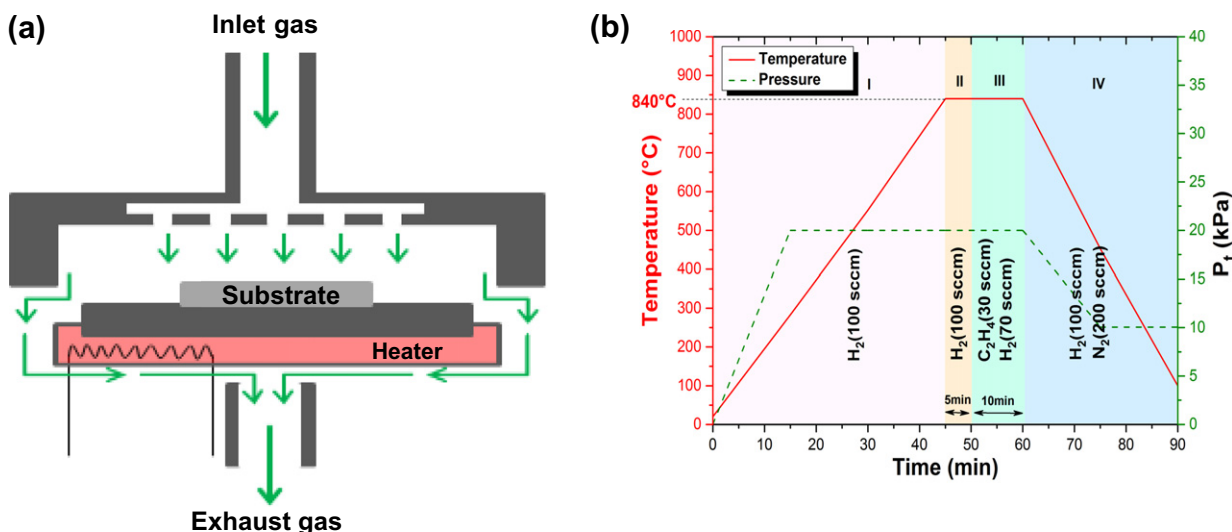 (a)
Inlet gas
Substrate
Heater
Exhaust gas
(b)
Temperature
Pressure
I
II
III
IV
840°C
1000
900
800
700
600
500
400
300
200
100
0
Temperature (°C)
H₂(100 sccm)
H₂(100 sccm)
C₂H₄(30 sccm)
H₂(70 sccm)
H₂(100 sccm)
N₂(200 sccm)
5min
10min
40
35
30
25
20
15
10
5
0
Pₜ (kPa)
0 10 20 30 40 50 60 70 80 90
Time (min)